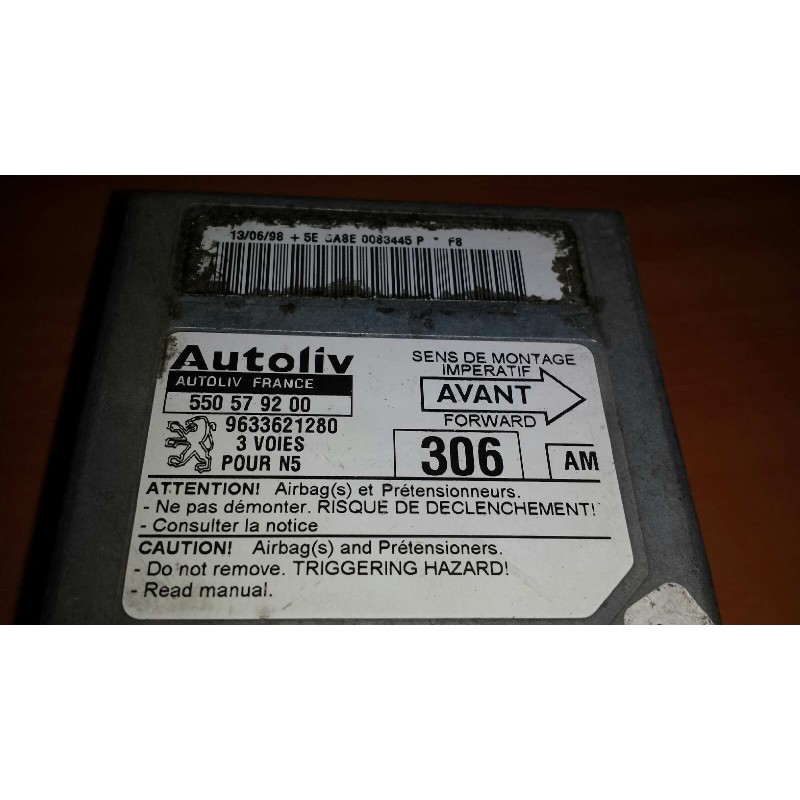 13/06/98 + 5E 0083445 P F8
Autoliv
AUTOLIV FRANCE
550 57 92 00
9633621280
3 VOIES
POUR N5
SENS DE MONTAGE
IMPERATIF
AVANT
FORWARD
306
AM
ATTENTION! Airbag(s) et Prétensionneurs.
- Ne pas démonter. RISQUE DE DECLENCHEMENT!
- Consulter la notice
CAUTION! Airbag(s) and Prétensioners.
- Do not remove. TRIGGERING HAZARD!
- Read manual.